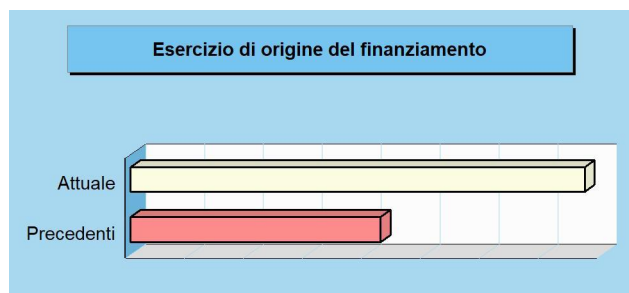 Esercizio di origine del finanziamento
Attuale
Precedenti